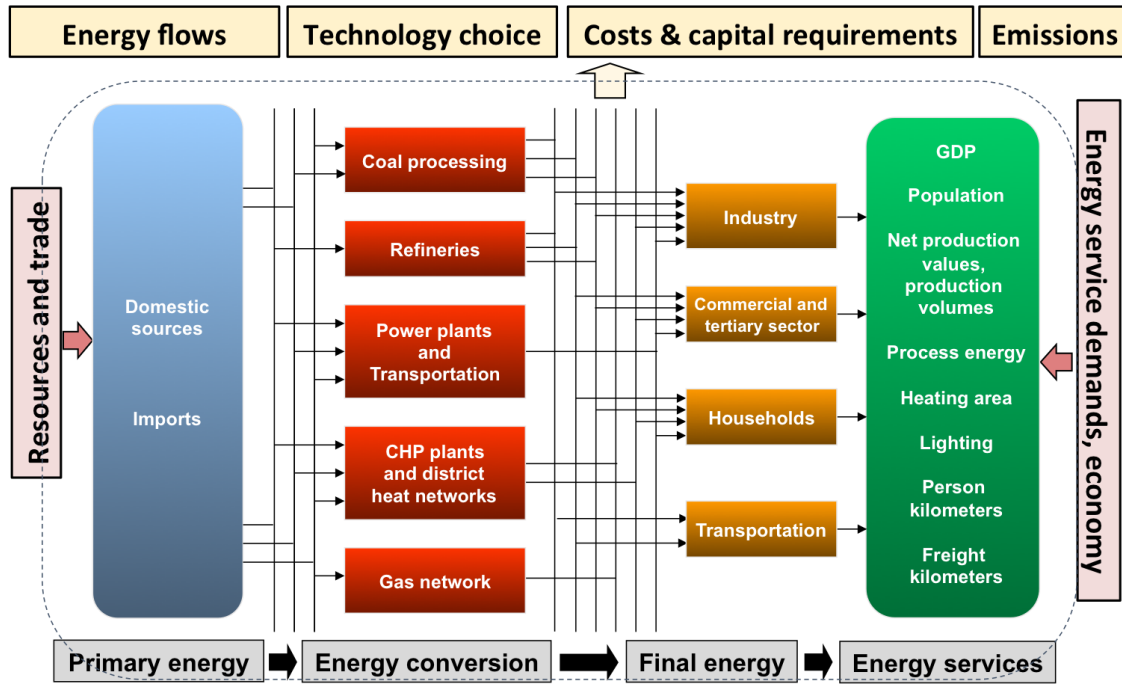 Energy flows
Technology choice
Costs & capital requirements
Emissions
Resources and trade
Domestic
sources
Imports
Coal processing
Refineries
Power plants
and
Transportation
CHP plants
and district
heat networks
Gas network
Industry
Commercial and
tertiary sector
Households
Transportation
GDP
Population
Net production
values,
production
volumes
Process energy
Heating area
Lighting
Person
kilometers
Freight
kilometers
Energy service demands, economy
Primary energy
Energy conversion
Final energy
Energy services